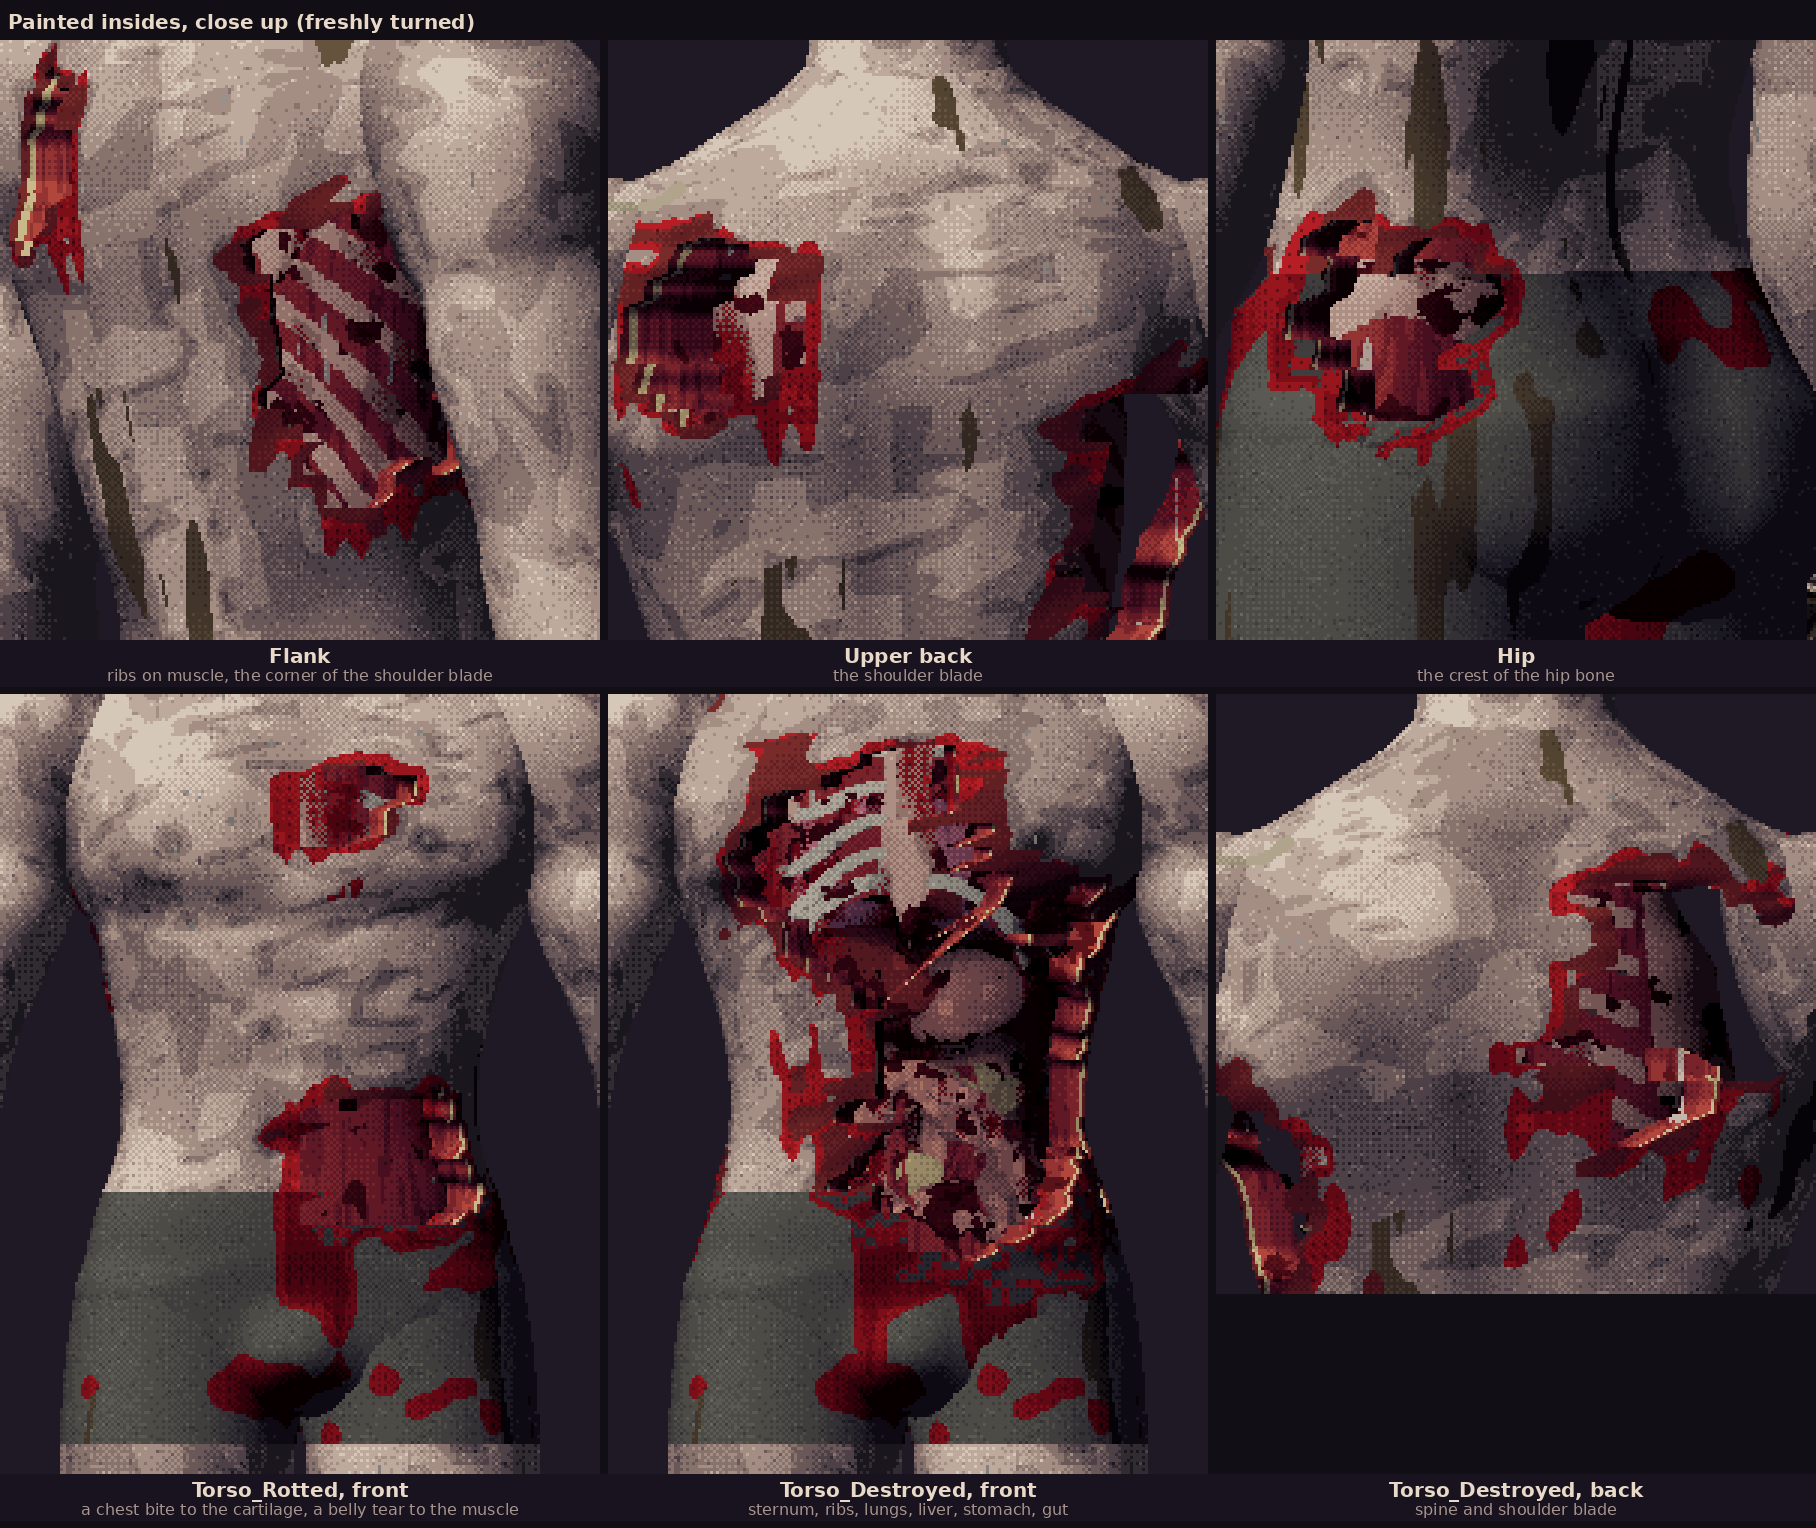 Painted insides, close up (freshly turned)
Flank
ribs on muscle, the corner of the shoulder blade
Upper back
the shoulder blade
Hip
the crest of the hip bone
Torso_Rotted, front
a chest bite to the cartilage, a belly tear to the muscle
Torso_Destroyed, front
sternum, ribs, lungs, liver, stomach, gut
Torso_Destroyed, back
spine and shoulder blade